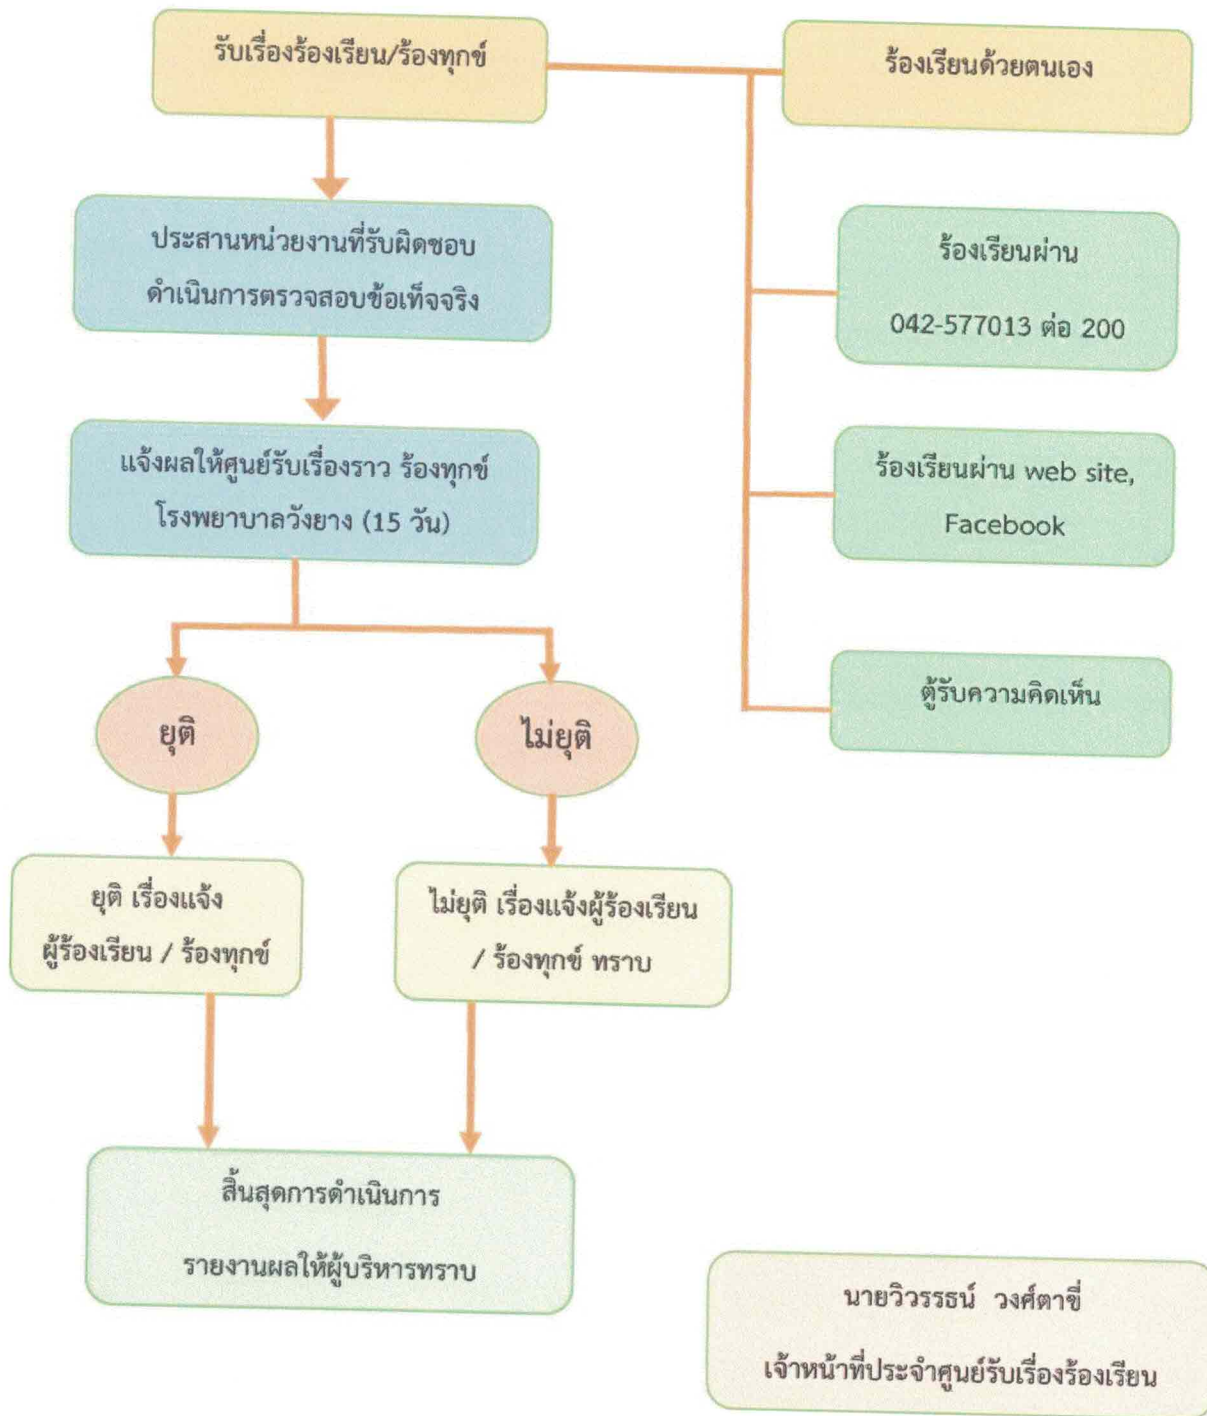 รับเรื่องร้องเรียน/ร้องทุกข์
ร้องเรียนด้วยตนเอง
ประสานหน่วยงานที่รับผิดชอบ
ดำเนินการตรวจสอบข้อเท็จจริง
ร้องเรียนผ่าน
042-577013 ต่อ 200
แจ้งผลให้ศูนย์รับเรื่องราว ร้องทุกข์
โรงพยาบาลวังยาง (15 วัน)
ร้องเรียนผ่าน web site,
Facebook
ตู้รับความคิดเห็น
ยุติ
ไม่ยุติ
ยุติ เรื่องแจ้ง
ผู้ร้องเรียน / ร้องทุกข์
ไม่ยุติ เรื่องแจ้งผู้ร้องเรียน
/ ร้องทุกข์ ทราบ
สิ้นสุดการดำเนินการ
รายงานผลให้ผู้บริหารทราบ
นายวิวรรธน์ วงศ์ตาขี่
เจ้าหน้าที่ประจำศูนย์รับเรื่องร้องเรียน